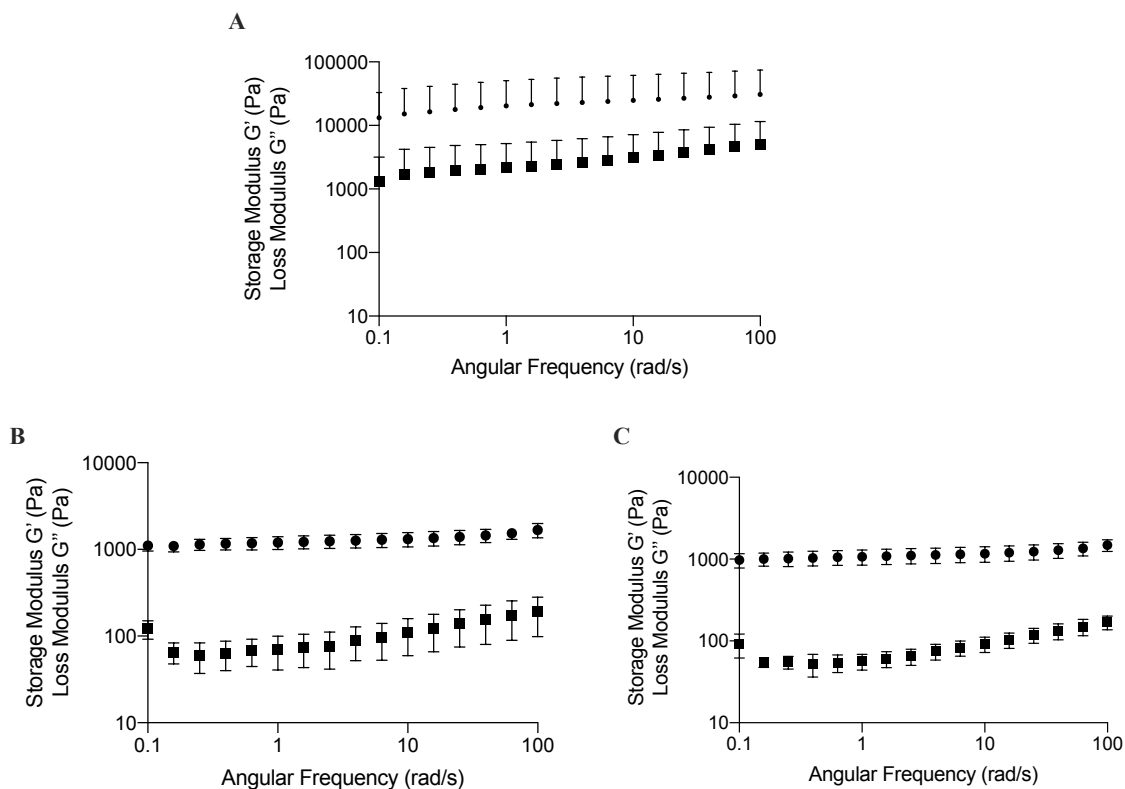 A
Storage Modulus G' (Pa)
Loss Modulus G'' (Pa)
100000
10000
1000
100
10
0.1 1 10 100
Angular Frequency (rad/s)
B
Storage Modulus G' (Pa)
Loss Modululs G'' (Pa)
10000
1000
100
10
0.1 1 10 100
Angular Frequency (rad/s)
C
Storage Modulus G' (Pa)
Loss Modululs G'' (Pa)
10000
1000
100
10
0.1 1 10 100
Angular Frequency (rad/s)